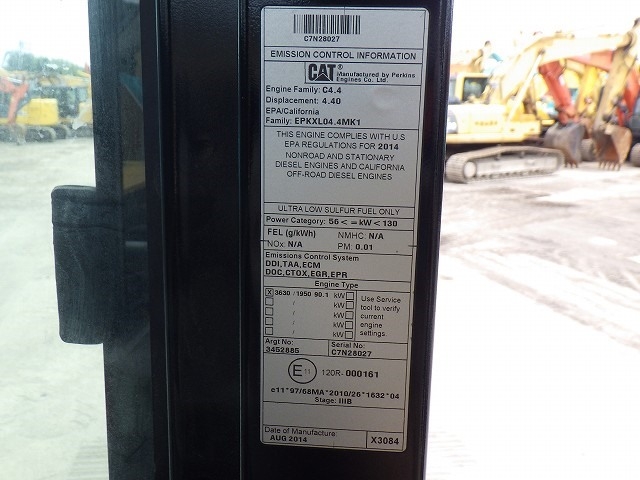 C7N28027
EMISSION CONTROL INFORMATION
CAT® Manufactured by Perkins
Engines Co. Ltd.
Engine Family: C4.4
Displacement: 4.40
EPA/California
Family: EPKXL04.4MK1
THIS ENGINE COMPLIES WITH U.S
EPA REGULATIONS FOR 2014
NONROAD AND STATIONARY
DIESEL ENGINES AND CALIFORNIA
OFF-ROAD DIESEL ENGINES
ULTRA LOW SULFUR FUEL ONLY
Power Category: 56 < = kW < 130
FEL (g/kWh) NMHC: N/A
NOx: N/A PM: 0.01
Emissions Control System
DDI,TAA,ECM
DOC,CTOX,EGR,EPR
Engine Type
X 3630 / 1950 90.1 kW
/ kW
/ kW
/ kW
kW
Use Service
tool to verify
current
engine
settings.
Argt No:
3452885
Serial No:
C7N28027
E 11 120R-000161
e11*97/68MA*2010/26*1632*04
Stage: IIIB
Date of Manufacture:
AUG 2014
X3084